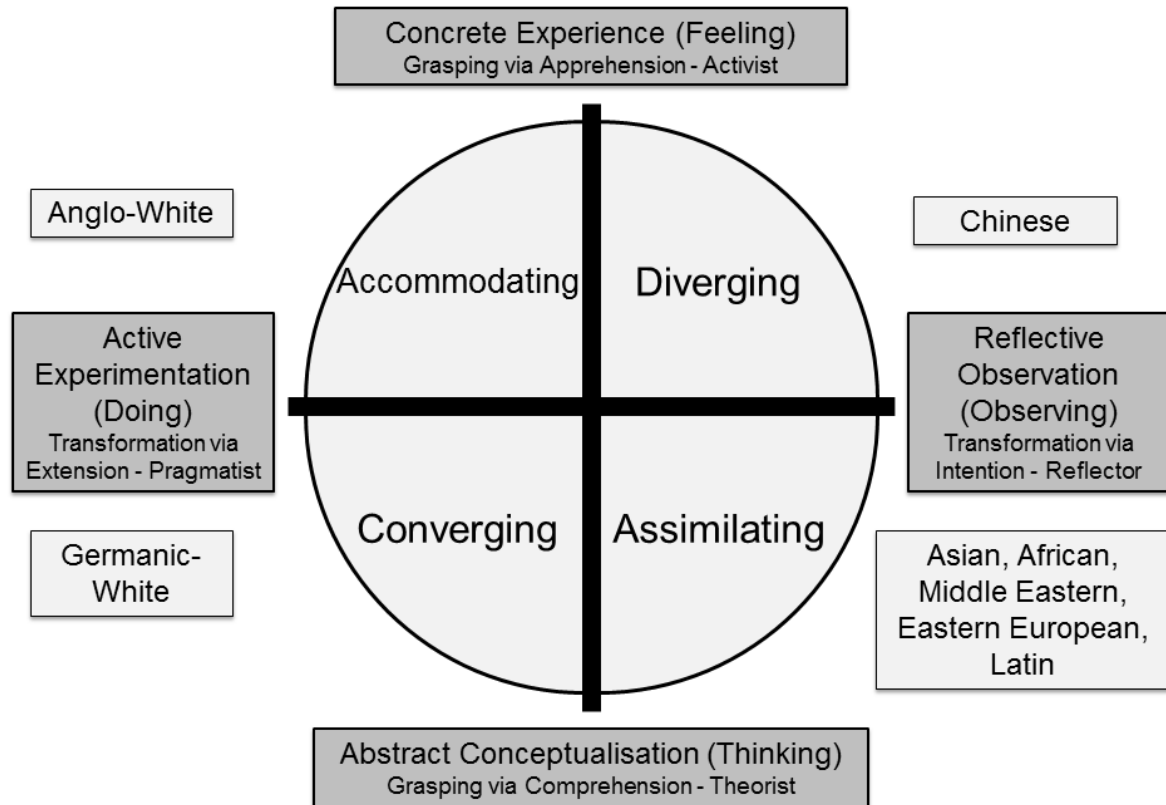 Concrete Experience (Feeling)
Grasping via Apprehension - Activist
Anglo-White
Chinese
Accommodating
Diverging
Active
Experimentation
(Doing)
Transformation via
Extension - Pragmatist
Reflective
Observation
(Observing)
Transformation via
Intention - Reflector
Converging
Assimilating
Germanic-
White
Asian, African,
Middle Eastern,
Eastern European,
Latin
Abstract Conceptualisation (Thinking)
Grasping via Comprehension - Theorist